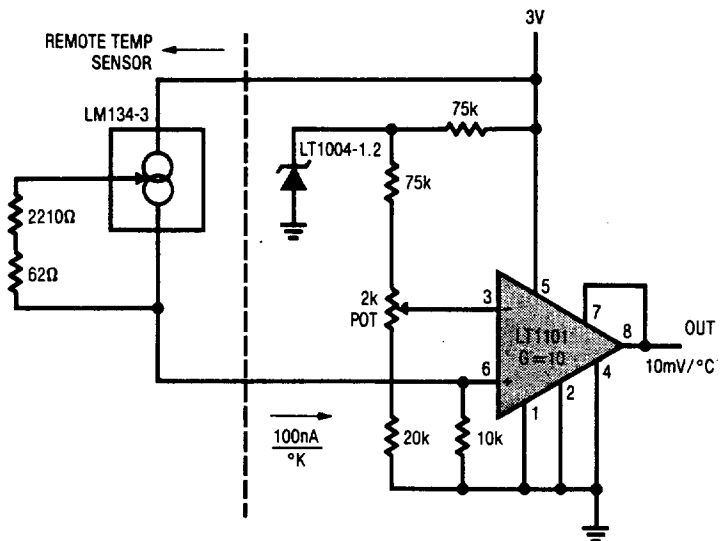 REMOTE TEMP
SENSOR
3V
LM134-3
75k
LT1004-1.2
75k
2210Ω
62Ω
2k
POT
3
5
7
8
OUT
LT1101
G=10
10mV/°C
6
4
2
1
100nA
°K
20k
10k